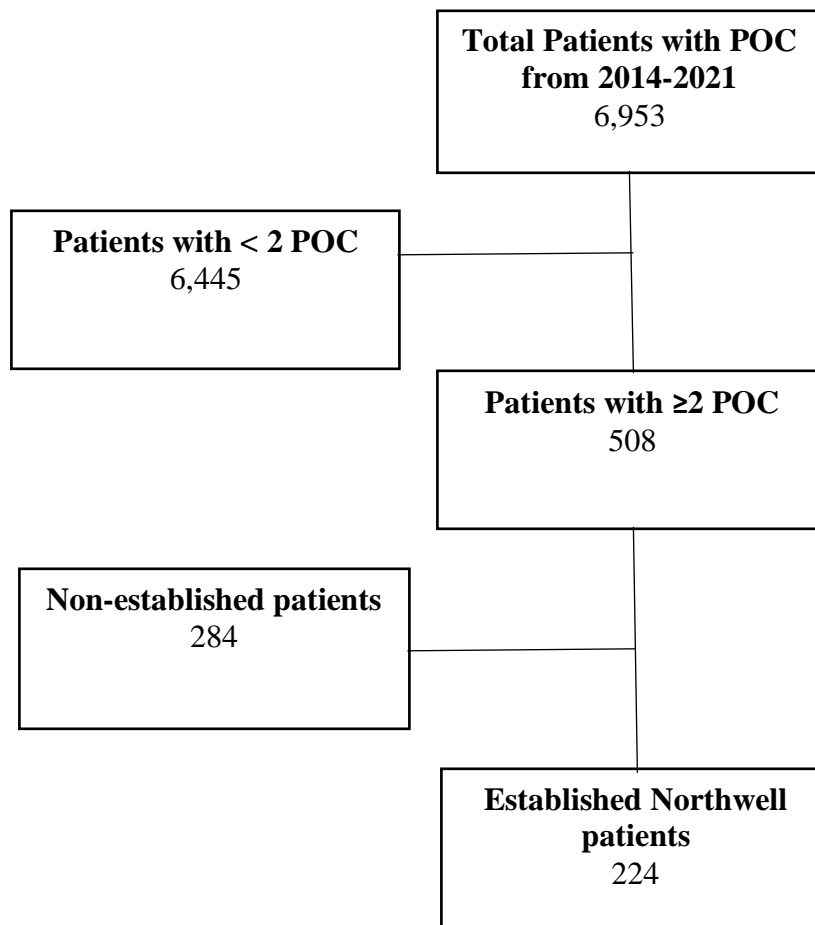 Total Patients with POC
from 2014-2021
6,953
Patients with < 2 POC
6,445
Patients with ≥2 POC
508
Non-established patients
284
Established Northwell
patients
224